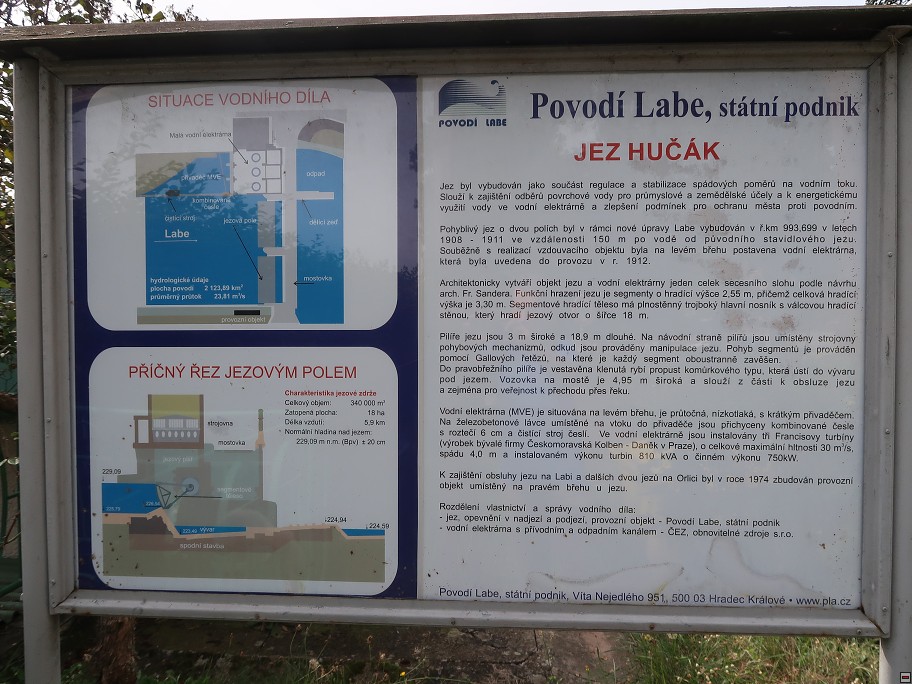 SITUACE VODNÍHO DÍLA
Malá vodní elektrárna
přivaděč MVE
odpad
kombinované
česle
čistící stroj
jezová pole
dělící zeď
Labe
hydrologické údaje
plocha povodí 2 123,89 km²
průměrný průtok 23,81 m³/s
mostovka
provozní objekt
PŘÍČNÝ ŘEZ JEZOVÝM POLEM
Charakteristika jezové zdrže
Celkový objem: 340 000 m³
Zatopená plocha: 18 ha
Délka vzdutí: 5,9 km
Normální hladina nad jezem:
229,09 m n.m. (Bpv) ± 20 cm
strojovna
mostovka
jezový pilíř
229,09
224,94
224,59
vývar
spodní stavba
POVODÍ LABE
Povodí Labe, státní podnik
JEZ HUČÁK
Jez byl vybudován jako součást regulace a stabilizace spádových poměrů na vodním toku.
Slouží k zajištění odběrů povrchové vody pro průmyslové a zemědělské účely a k energetickému
využití vody ve vodní elektrárně a zlepšení podmínek pro ochranu města proti povodním.
Pohyblivý jez o dvou polích byl v rámci nové úpravy Labe vybudován v ř.km 993,699 v letech
1908 - 1911 ve vzdálenosti 150 m po vodě od původního stavidlového jezu.
Souběžně s realizací vzdouvacího objektu byla na levém břehu postavena vodní elektrárna,
která byla uvedena do provozu v r. 1912.
Architektonicky vytváří objekt jezu a vodní elektrárny jeden celek secesního slohu podle návrhu
arch. Fr. Sandera. Funkční hrazení jezu je segmenty o hradící výšce 2,55 m, přičemž celková hradící
výška je 3,30 m. Segmentové hradící těleso má plnostěnný trojboký hlavní nosník s válcovou hradící
stěnou, který hradí jezový otvor o šířce 18 m.
Pilíře jezu jsou 3 m široké a 18,9 m dlouhé. Na návodní straně pilířů jsou umístěny strojovny
pohybových mechanizmů, odkud jsou prováděny manipulace jezu. Pohyb segmentů je prováděn
pomocí Gallových řetězů, na které je každý segment oboustranně zavěšen.
Do pravobřežního pilíře je vestavěna klenutá rybí propust komůrkového typu, která ústí do vývaru
pod jezem. Vozovka na mostě je 4,95 m široká a slouží z části k obsluze jezu
a zejména pro veřejnost k přechodu přes řeku.
Vodní elektrárna (MVE) je situována na levém břehu, je průtočná, nízkotlaká, s krátkým přivaděčem.
Na železobetonové lávce umístěné na vtoku do přivaděče jsou přichyceny kombinované česle
s roztečí 6 cm a čistící stroj česlí. Ve vodní elektrárně jsou instalovány tři Francisovy turbíny
(výrobek bývalé firmy Českomoravská Kolben - Daněk v Praze), o celkové maximální hltnosti 30 m³/s,
spádu 4,0 m a instalovaném výkonu turbin 810 kVA o činném výkonu 750kW.
K zajištění obsluhy jezu na Labi a dalších dvou jezů na Orlici byl v roce 1974 zbudován provozní
objekt umístěný na pravém břehu u jezu.
Rozdělení vlastnictví a správy vodního díla:
- jez, opevnění v nadjezí a podjezí, provozní objekt - Povodí Labe, státní podnik
- vodní elektrárna s přívodním a odpadním kanálem - ČEZ, obnovitelné zdroje s.r.o.
Povodí Labe, státní podnik, Víta Nejedlého 951, 500 03 Hradec Králové • www.pla.cz